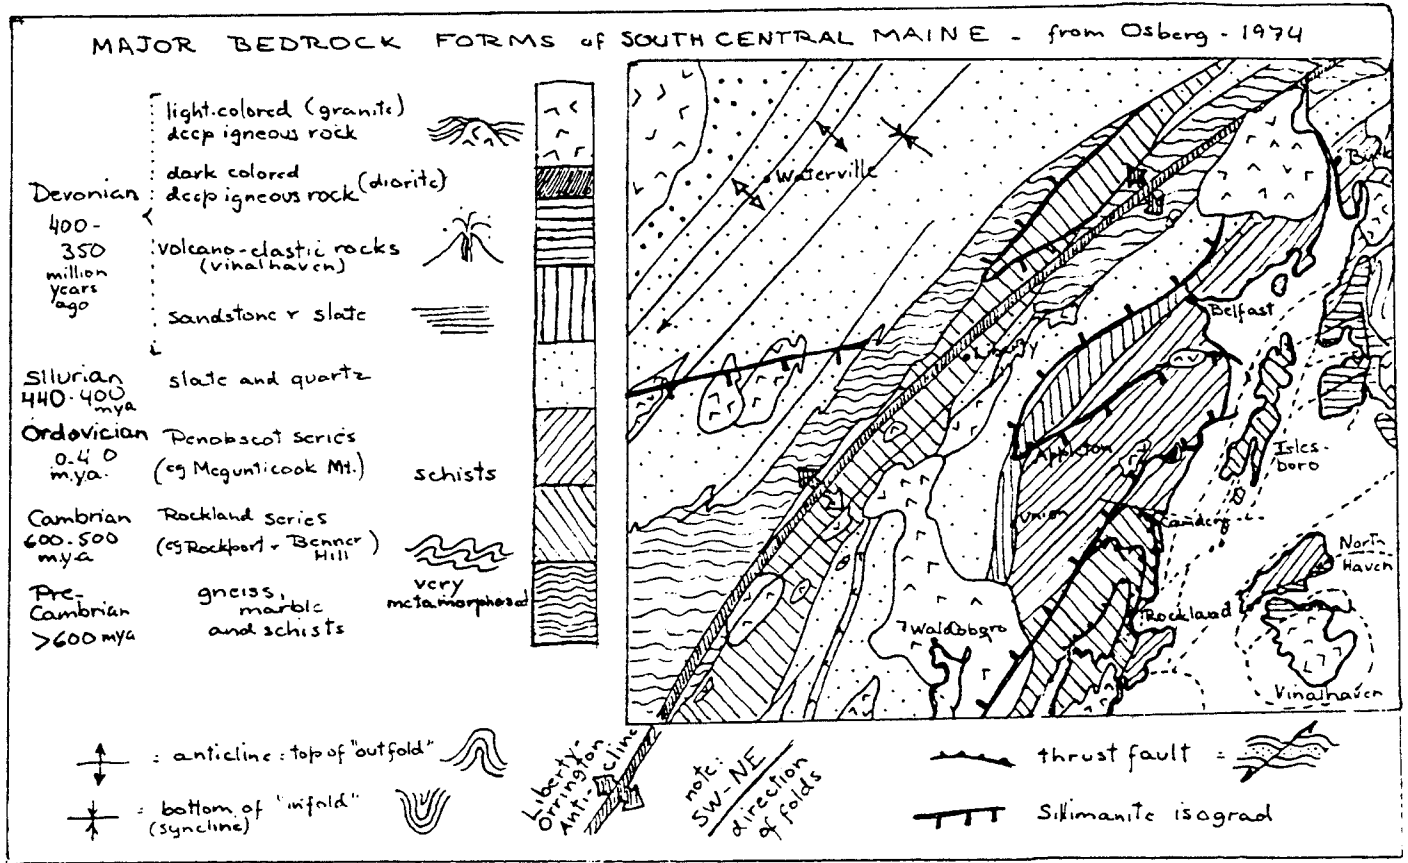 MAJOR BEDROCK FORMS of SOUTH CENTRAL MAINE - from Osberg - 1974
light-colored (granite)
deep igneous rock
dark colored
deep igneous rock (diorite)
Devonian
400-
350
million
years
ago
volcano-clastic rocks
(vinalhaven)
sandstone & slate
Silurian
440-400
mya
slate and quartz
Ordovician
m.y.a.
Penobscot series
(eg Megunticook Mt.)
schists
Cambrian
600-500
m.y.a
Rockland series
(eg Rockport & Benner
Hill)
very
metamorphosed
Pre-
Cambrian
>600 mya
gneiss,
marble
and schists
Waterville
Belfast
Liberty
Appleton
Isles-
boro
Union
Camden
North
Haven
Rockland
Waldoboro
Vinalhaven
= anticline: top of "outfold"
= bottom of "infold"
(syncline)
Liberty-
Orrington
Anti-cline
note:
SW-NE
direction
of folds
thrust fault =
Sillimanite isograd